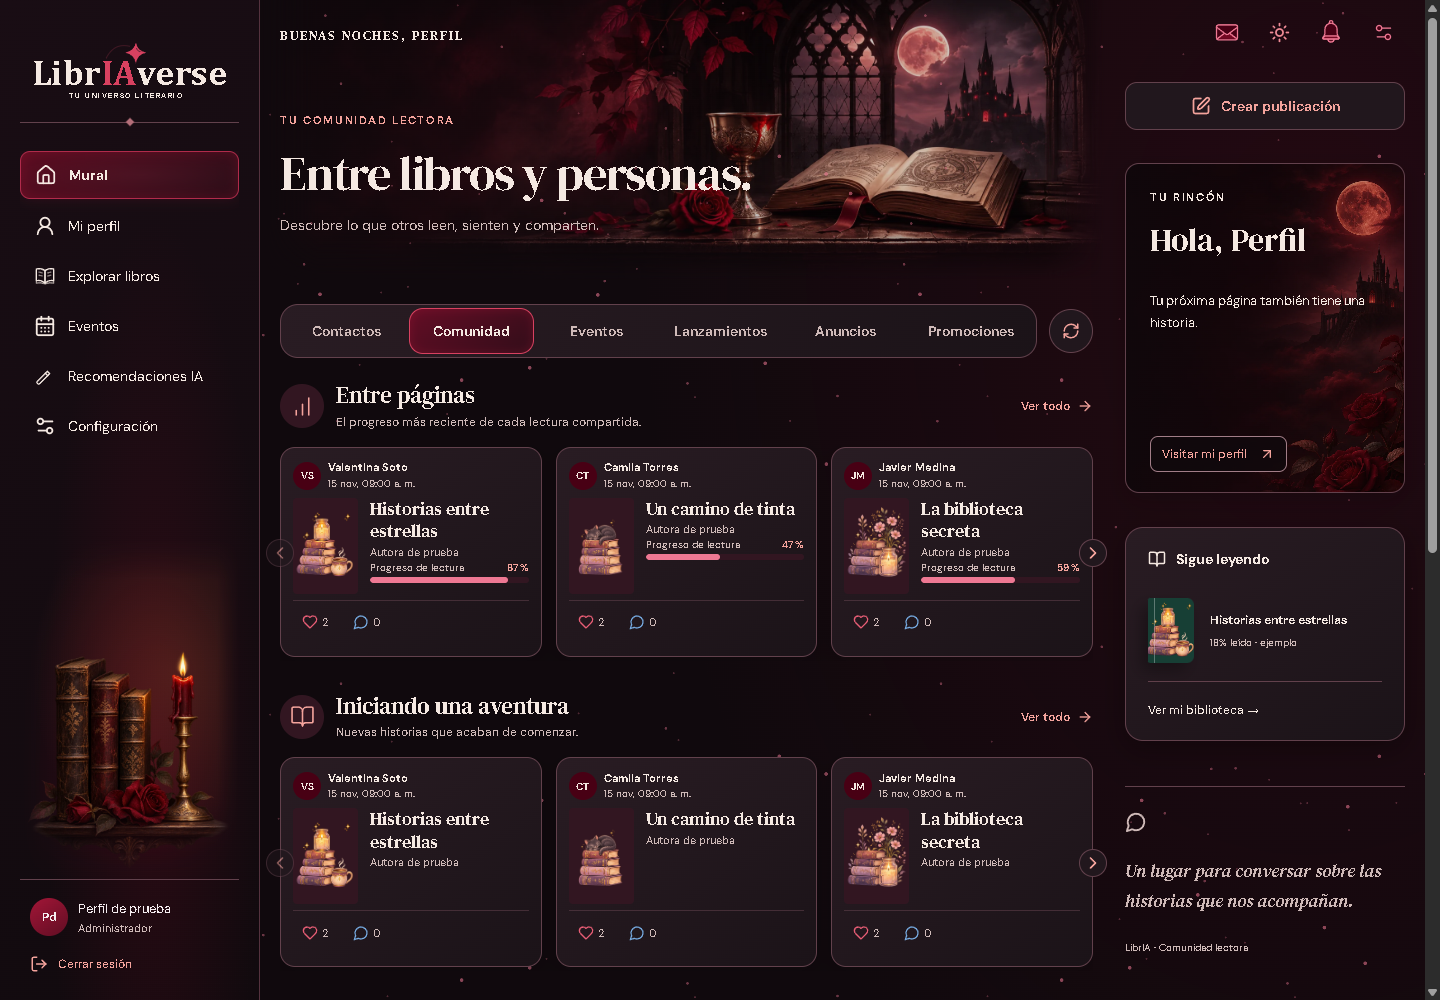 LibrIAverse
TU UNIVERSO LITERARIO
Mural
Mi perfil
Explorar libros
Eventos
Recomendaciones IA
Configuración
Perfil de prueba
Administrador
Cerrar sesión
BUENAS NOCHES, PERFIL
TU COMUNIDAD LECTORA
Entre libros y personas.
Descubre lo que otros leen, sienten y comparten.
Contactos
Comunidad
Eventos
Lanzamientos
Anuncios
Promociones
Entre páginas
El progreso más reciente de cada lectura compartida.
Ver todo →
VS
Valentina Soto
15 nov, 09:00 a. m.
Historias entre
estrellas
Autora de prueba
Progreso de lectura 87%
2 0
CT
Camila Torres
15 nov, 09:00 a. m.
Un camino de tinta
Autora de prueba
Progreso de lectura 47%
2 0
JM
Javier Medina
15 nov, 09:00 a. m.
La biblioteca
secreta
Autora de prueba
Progreso de lectura 59%
2 0
Iniciando una aventura
Nuevas historias que acaban de comenzar.
Ver todo →
VS
Valentina Soto
15 nov, 09:00 a. m.
Historias entre
estrellas
Autora de prueba
2 0
CT
Camila Torres
15 nov, 09:00 a. m.
Un camino de tinta
Autora de prueba
2 0
JM
Javier Medina
15 nov, 09:00 a. m.
La biblioteca
secreta
Autora de prueba
2 0
Crear publicación
TU RINCÓN
Hola, Perfil
Tu próxima página también tiene una
historia.
Visitar mi perfil
Sigue leyendo
Historias entre estrellas
18% leído · ejemplo
Ver mi biblioteca →
Un lugar para conversar sobre las
historias que nos acompañan.
LibrIA · Comunidad lectora
Pd